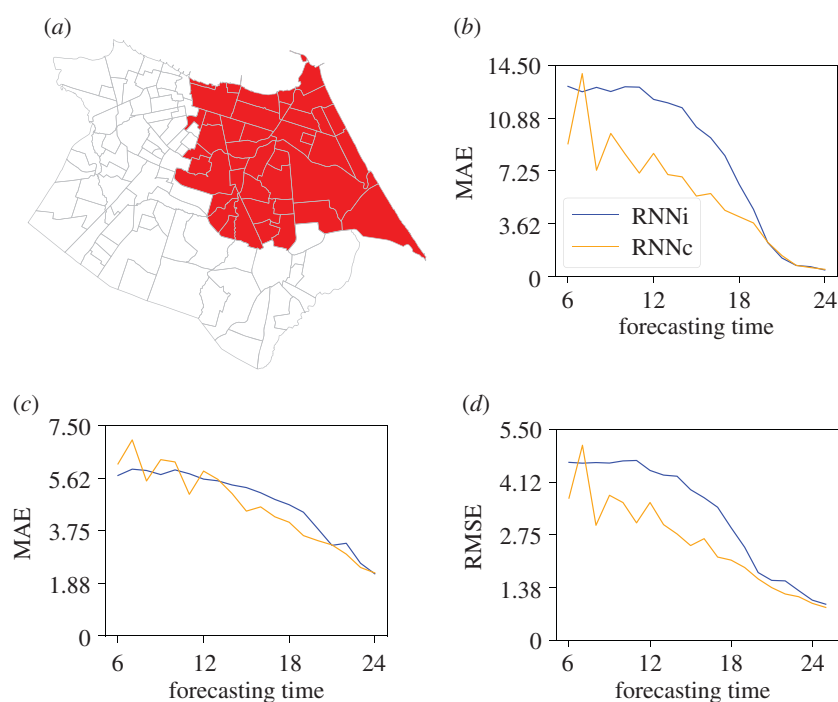 (a)
(b)
14.50
10.88
7.25
3.62
0
MAE
RNNi
RNNc
6 12 18 24
forecasting time
(c)
7.50
5.62
3.75
1.88
0
MAE
6 12 18 24
forecasting time
(d)
5.50
4.12
2.75
1.38
0
RMSE
6 12 18 24
forecasting time